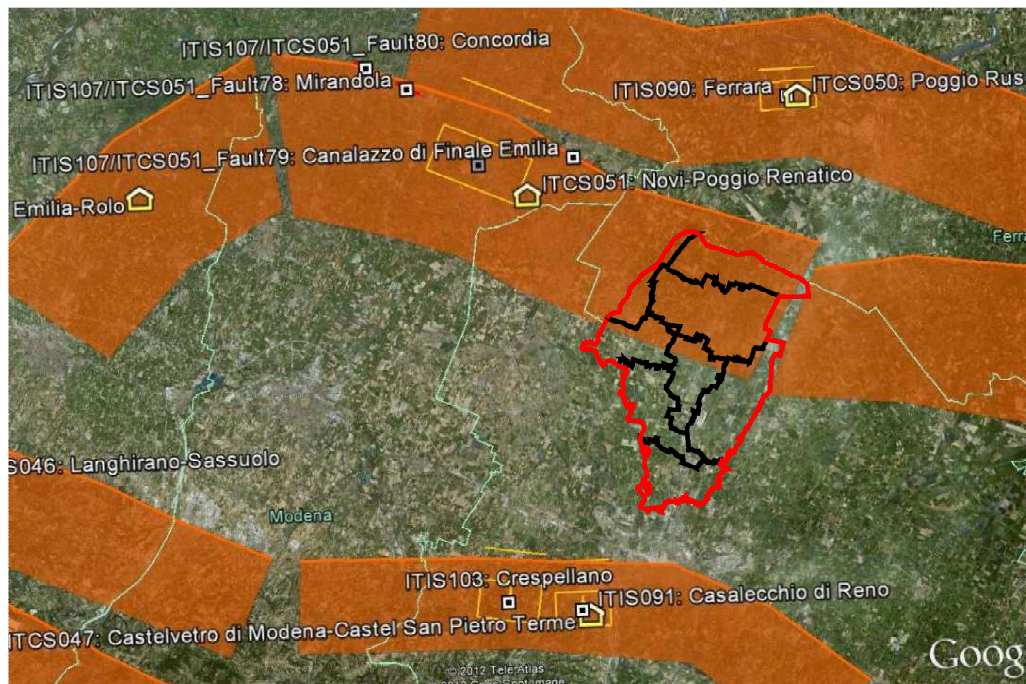 ITIS107/ITCS051_Fault80: Concordia
ITIS107/ITCS051_Fault78: Mirandola
ITIS090: Ferrara
ITCS050: Poggio Rus
ITIS107/ITCS051_Fault79: Canalazzo di Finale Emilia
ITCS051: Novi-Poggio Renatico
Emilia-Rolo
Ferra
S046: Langhirano-Sassuolo
Modena
ITIS103: Crespellano
ITIS091: Casalecchio di Reno
ITCS047: Castelvetro di Modena-Castel San Pietro Terme
© 2012 Tele Atlas
Goog